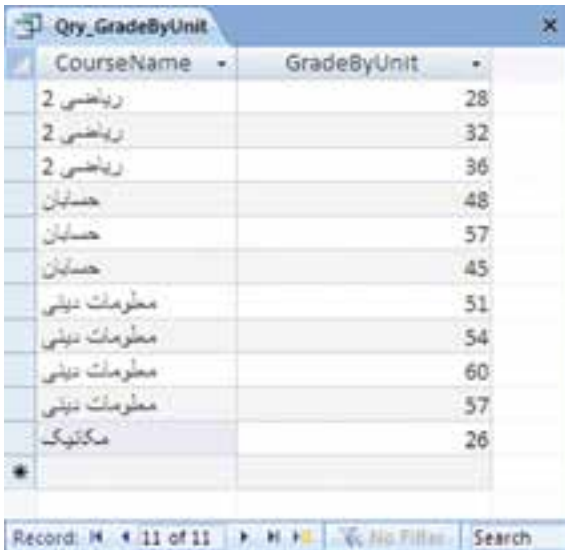 Qry_GradeByUnit
CourseName GradeByUnit
ریاضی 2 28
ریاضی 2 32
ریاضی 2 36
حسابان 48
حسابان 57
حسابان 45
معلومات دینی 51
معلومات دینی 54
معلومات دینی 60
معلومات دینی 57
مکانیک 26
Record: 11 of 11 No Filter Search